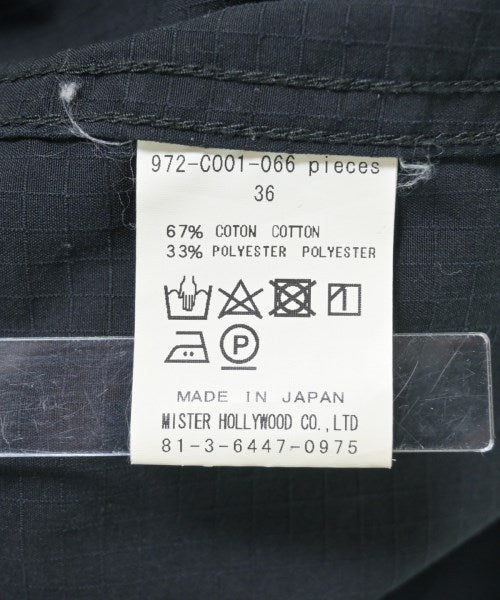 972-C001-066 pieces
36
67% COTON COTTON
33% POLYESTER POLYESTER
P
MADE IN JAPAN
MISTER HOLLYWOOD CO.,LTD
81-3-6447-0975